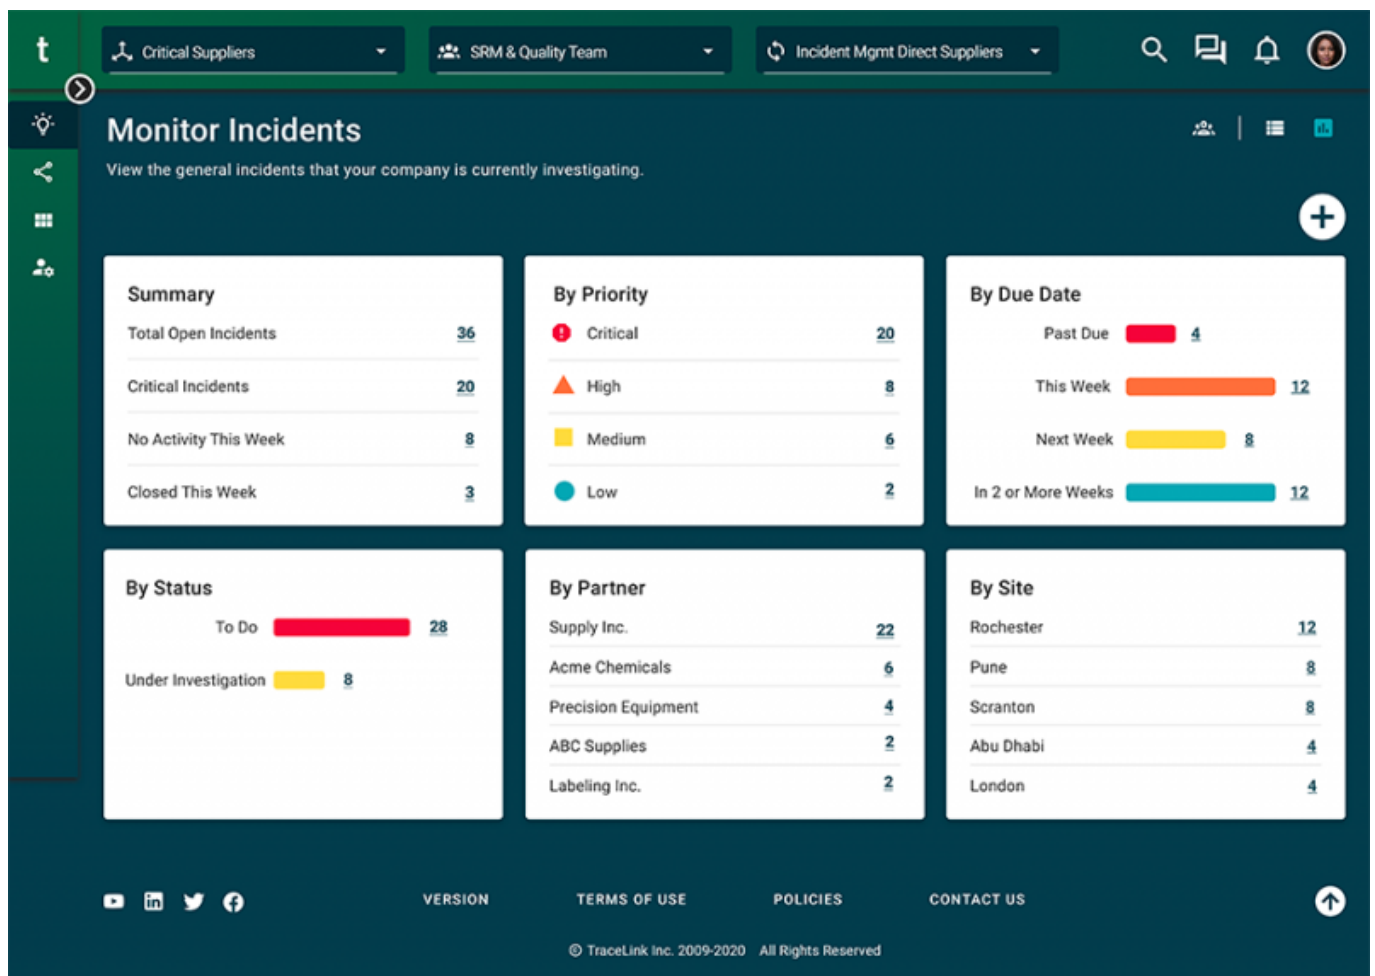 t
Critical Suppliers
SRM & Quality Team
Incident Mgmt Direct Suppliers
Monitor Incidents
View the general incidents that your company is currently investigating.
Summary
Total Open Incidents 36
Critical Incidents 20
No Activity This Week 8
Closed This Week 3
By Priority
Critical 20
High 8
Medium 6
Low 2
By Due Date
Past Due 4
This Week 12
Next Week 8
In 2 or More Weeks 12
By Status
To Do 28
Under Investigation 8
By Partner
Supply Inc. 22
Acme Chemicals 6
Precision Equipment 4
ABC Supplies 2
Labeling Inc. 2
By Site
Rochester 12
Pune 8
Scranton 8
Abu Dhabi 4
London 4
VERSION TERMS OF USE POLICIES CONTACT US
© TraceLink Inc. 2009-2020 All Rights Reserved